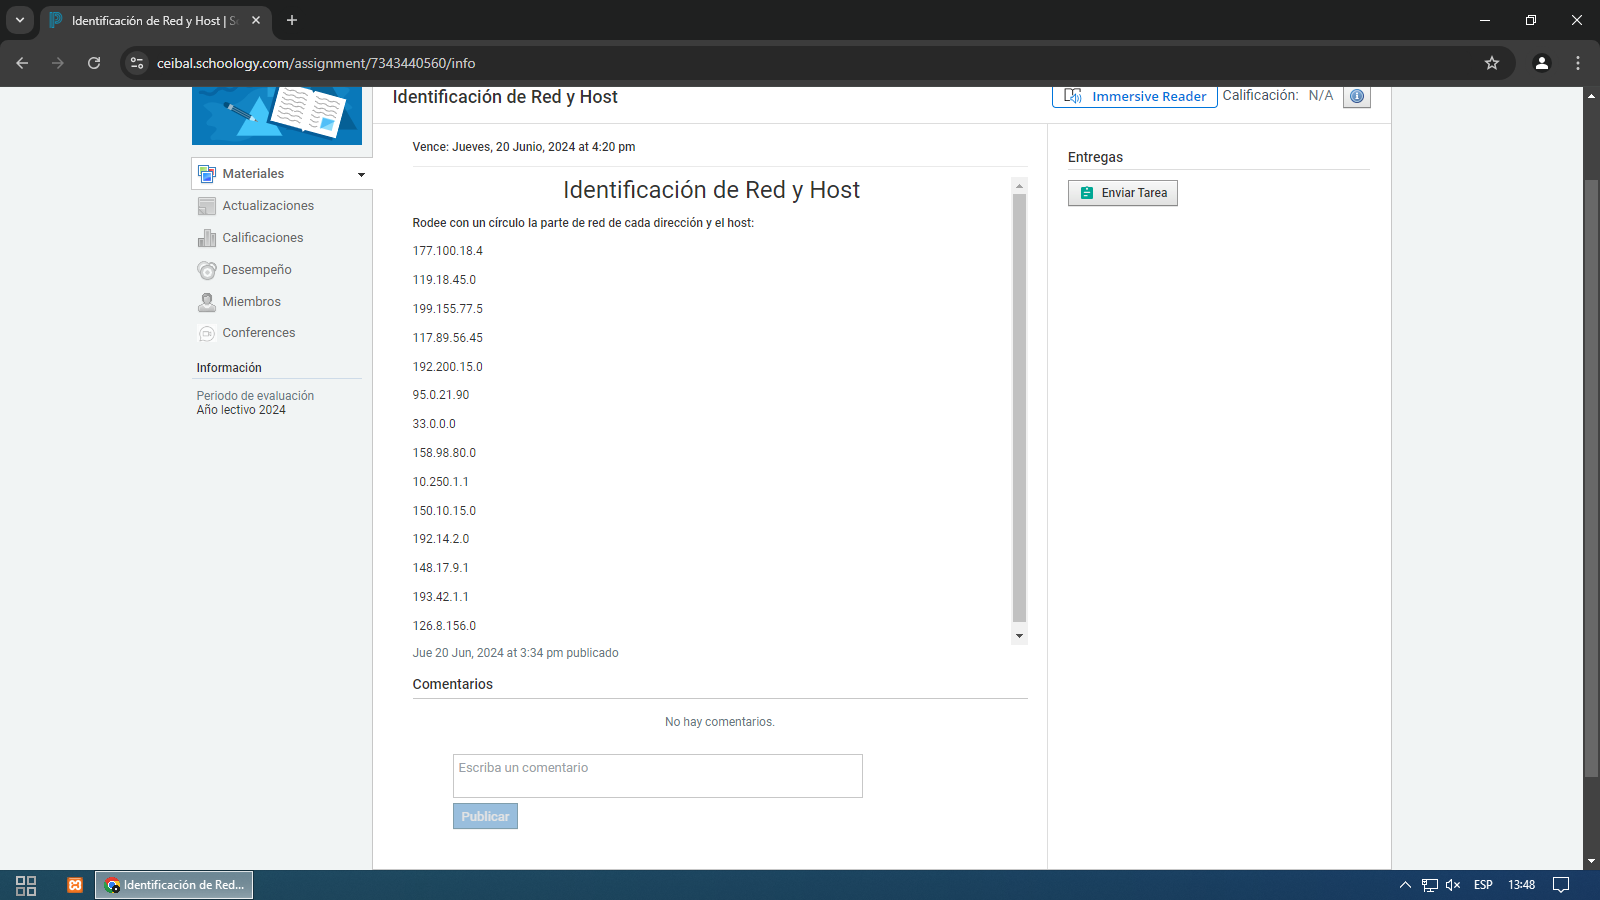 Identificación de Red y Host | Sc
ceibal.schoology.com/assignment/7343440560/info
Identificación de Red y Host
Immersive Reader
Calificación: N/A
Materiales
Actualizaciones
Calificaciones
Desempeño
Miembros
Conferences
Información
Periodo de evaluación
Año lectivo 2024
Vence: Jueves, 20 Junio, 2024 at 4:20 pm
Identificación de Red y Host
Rodee con un círculo la parte de red de cada dirección y el host:
177.100.18.4
119.18.45.0
199.155.77.5
117.89.56.45
192.200.15.0
95.0.21.90
33.0.0.0
158.98.80.0
10.250.1.1
150.10.15.0
192.14.2.0
148.17.9.1
193.42.1.1
126.8.156.0
Jue 20 Jun, 2024 at 3:34 pm publicado
Comentarios
No hay comentarios.
Escriba un comentario
Publicar
Entregas
Enviar Tarea
Identificación de Red...
ESP
13:48